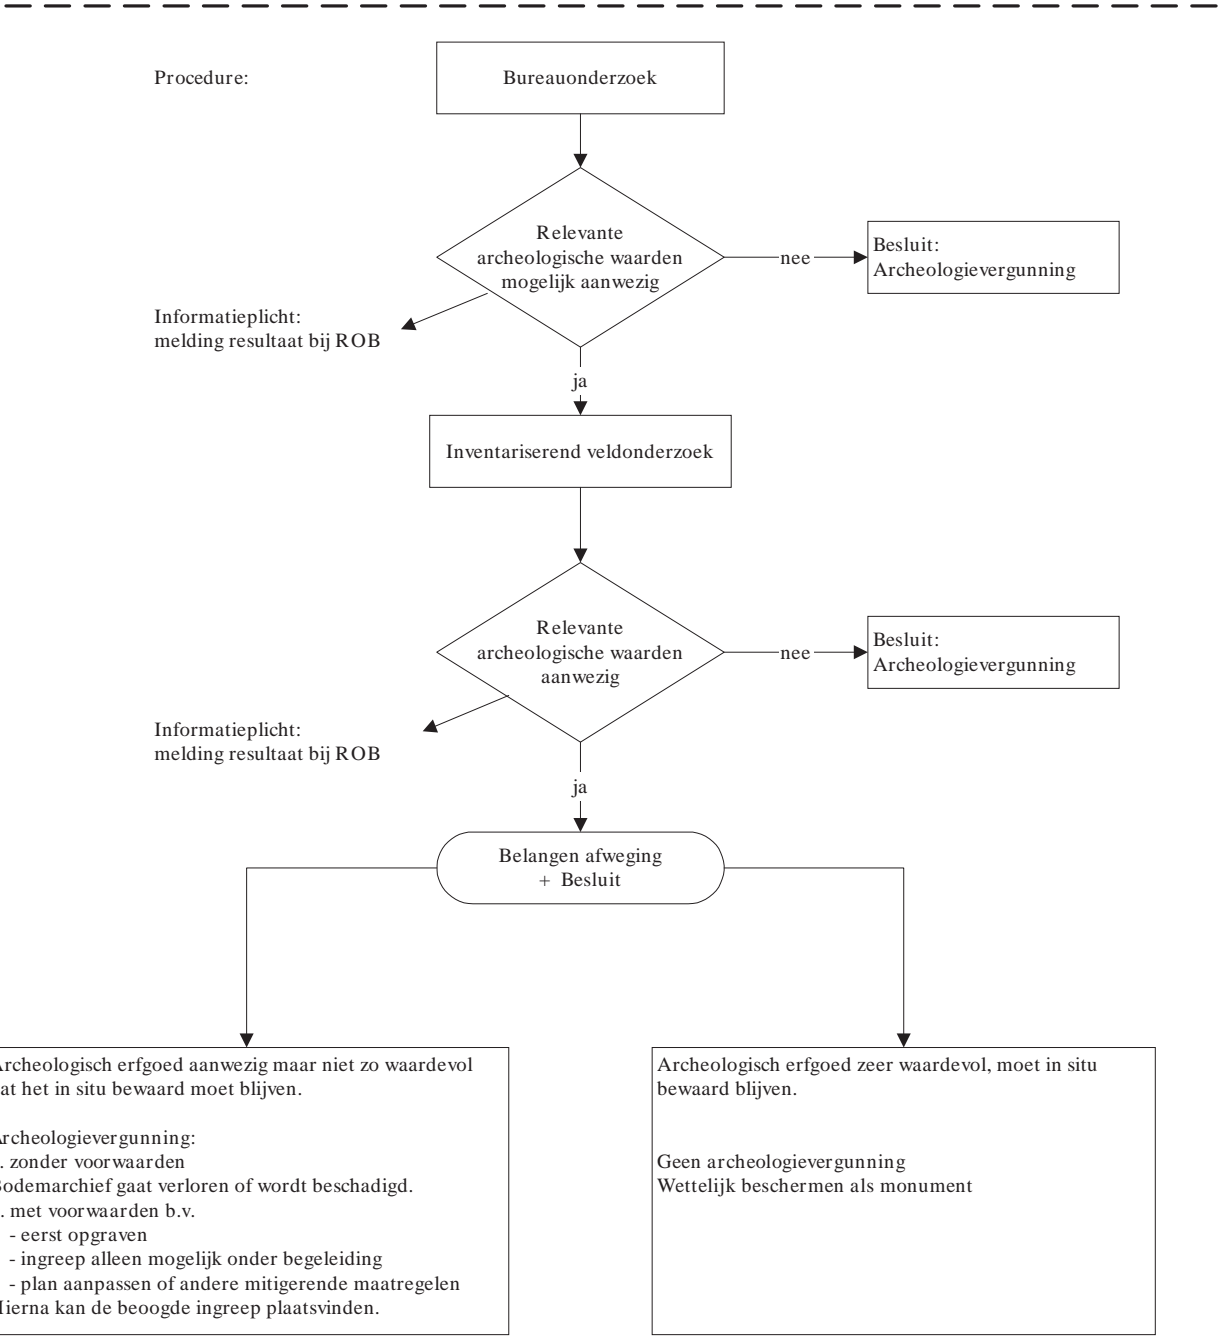 Procedure:
Bureauonderzoek
Relevante
archeologische waarden
mogelijk aanwezig
nee
Besluit:
Archeologievergunning
Informatieplicht:
melding resultaat bij ROB
ja
Inventariserend veldonderzoek
Relevante
archeologische waarden
aanwezig
nee
Besluit:
Archeologievergunning
Informatieplicht:
melding resultaat bij ROB
ja
Belangen afweging
+ Besluit
Archeologisch erfgoed aanwezig maar niet zo waardevol
at het in situ bewaard moet blijven.
Archeologievergunning:
. zonder voorwaarden
Bodemarchief gaat verloren of wordt beschadigd.
. met voorwaarden b.v.
- eerst opgraven
- ingreep alleen mogelijk onder begeleiding
- plan aanpassen of andere mitigerende maatregelen
Hierna kan de beoogde ingreep plaatsvinden.
Archeologisch erfgoed zeer waardevol, moet in situ
bewaard blijven.
Geen archeologievergunning
Wettelijk beschermen als monument